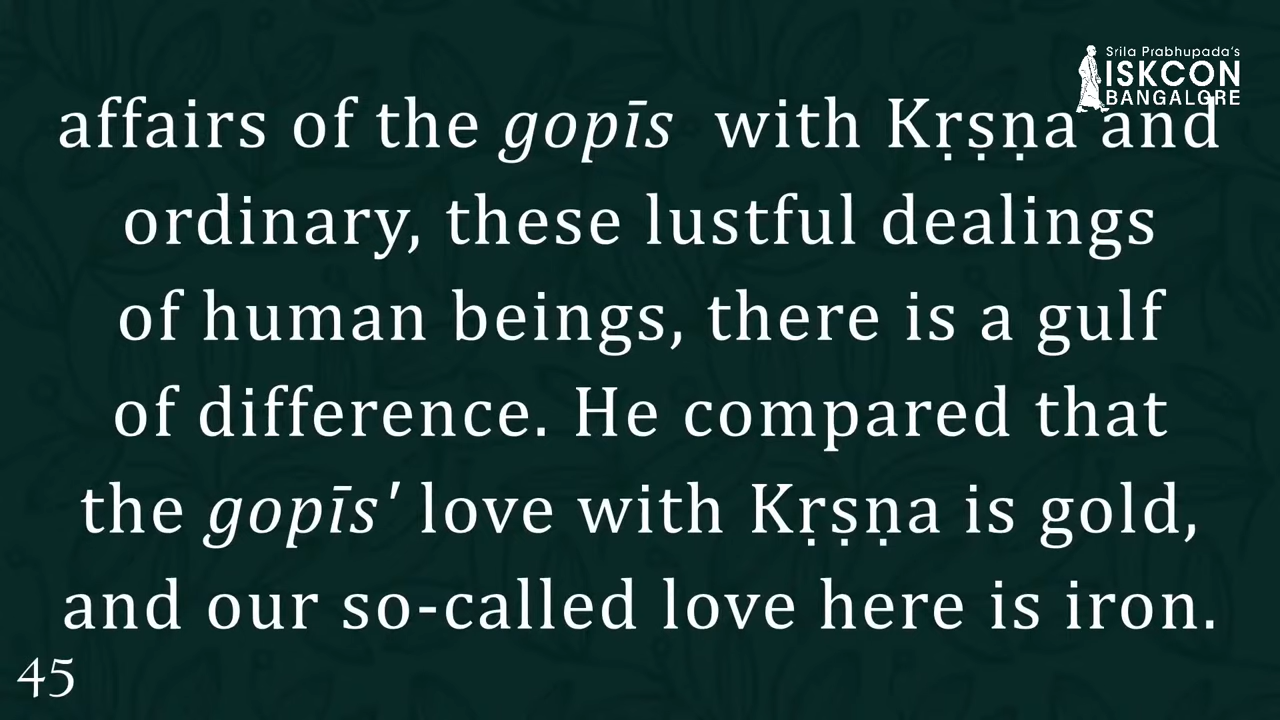 Srila Prabhupada's
ISKCON
BANGALORE
affairs of the gopīs with Kṛṣṇa and
ordinary, these lustful dealings
of human beings, there is a gulf
of difference. He compared that
the gopīs' love with Kṛṣṇa is gold,
and our so-called love here is iron.
45